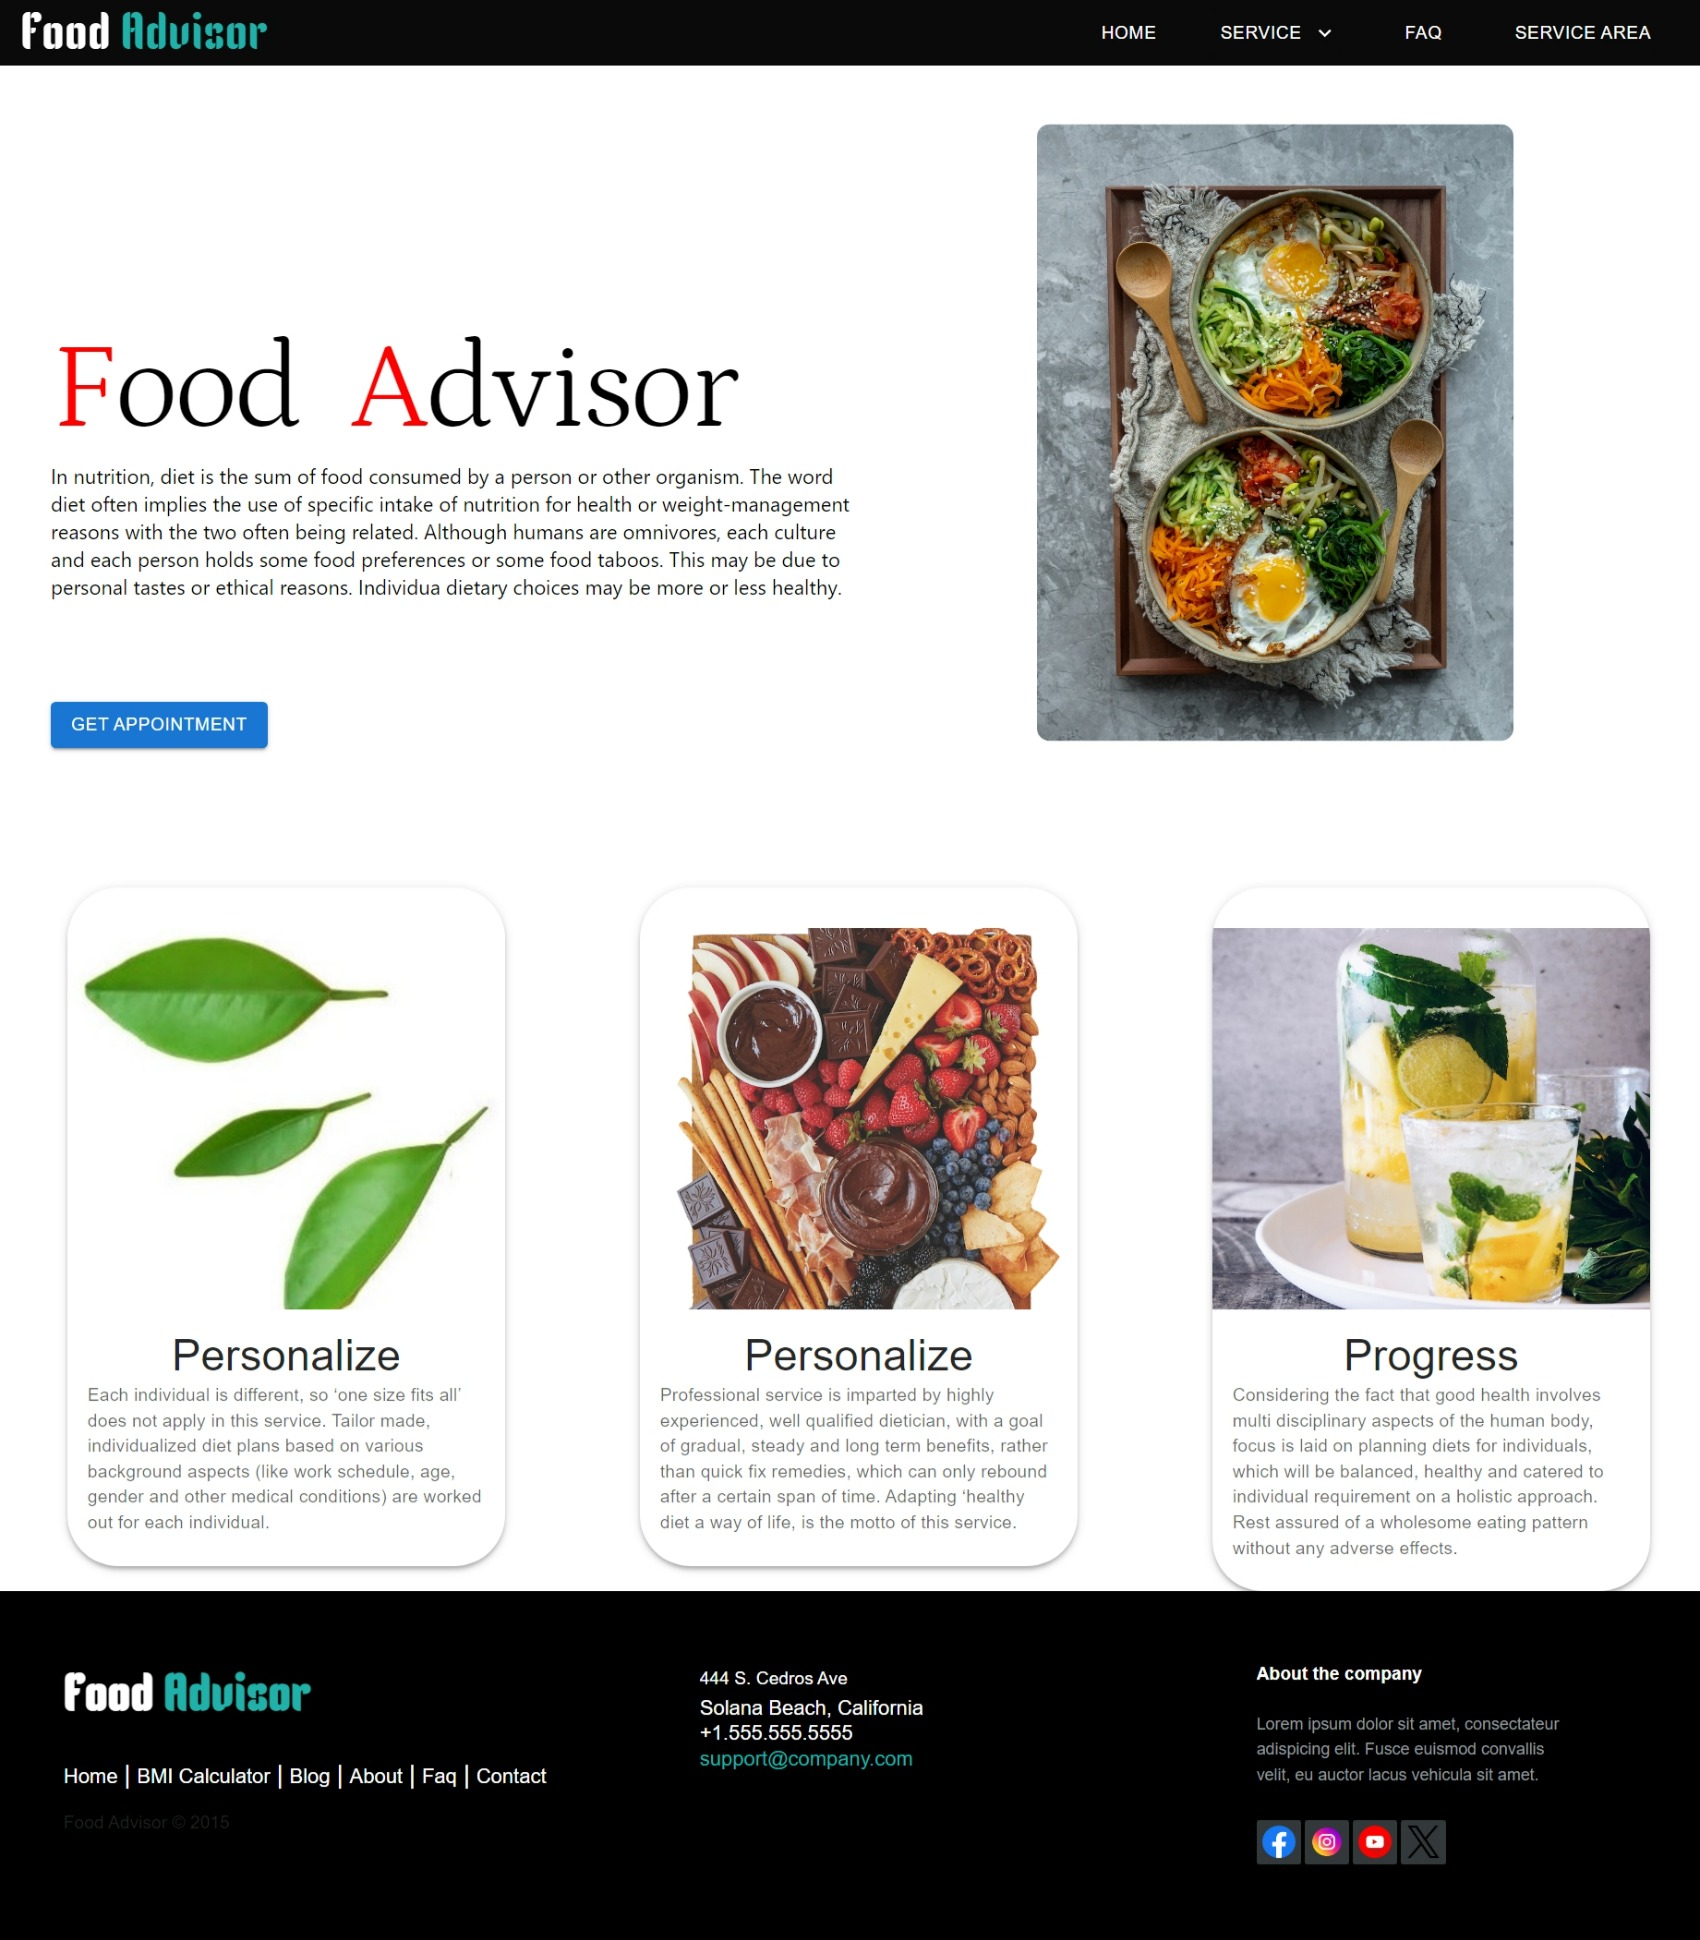 Food Advisor
HOME
SERVICE
FAQ
SERVICE AREA
Food Advisor
In nutrition, diet is the sum of food consumed by a person or other organism. The word
diet often implies the use of specific intake of nutrition for health or weight-management
reasons with the two often being related. Although humans are omnivores, each culture
and each person holds some food preferences or some food taboos. This may be due to
personal tastes or ethical reasons. Individua dietary choices may be more or less healthy.
GET APPOINTMENT
Personalize
Each individual is different, so ‘one size fits all’
does not apply in this service. Tailor made,
individualized diet plans based on various
background aspects (like work schedule, age,
gender and other medical conditions) are worked
out for each individual.
Personalize
Professional service is imparted by highly
experienced, well qualified dietician, with a goal
of gradual, steady and long term benefits, rather
than quick fix remedies, which can only rebound
after a certain span of time. Adapting ‘healthy
diet a way of life, is the motto of this service.
Progress
Considering the fact that good health involves
multi disciplinary aspects of the human body,
focus is laid on planning diets for individuals,
which will be balanced, healthy and catered to
individual requirement on a holistic approach.
Rest assured of a wholesome eating pattern
without any adverse effects.
Food Advisor
Home | BMI Calculator | Blog | About | Faq | Contact
Food Advisor © 2015
444 S. Cedros Ave
Solana Beach, California
+1.555.555.5555
support@company.com
About the company
Lorem ipsum dolor sit amet, consectateur
adispicing elit. Fusce euismod convallis
velit, eu auctor lacus vehicula sit amet.